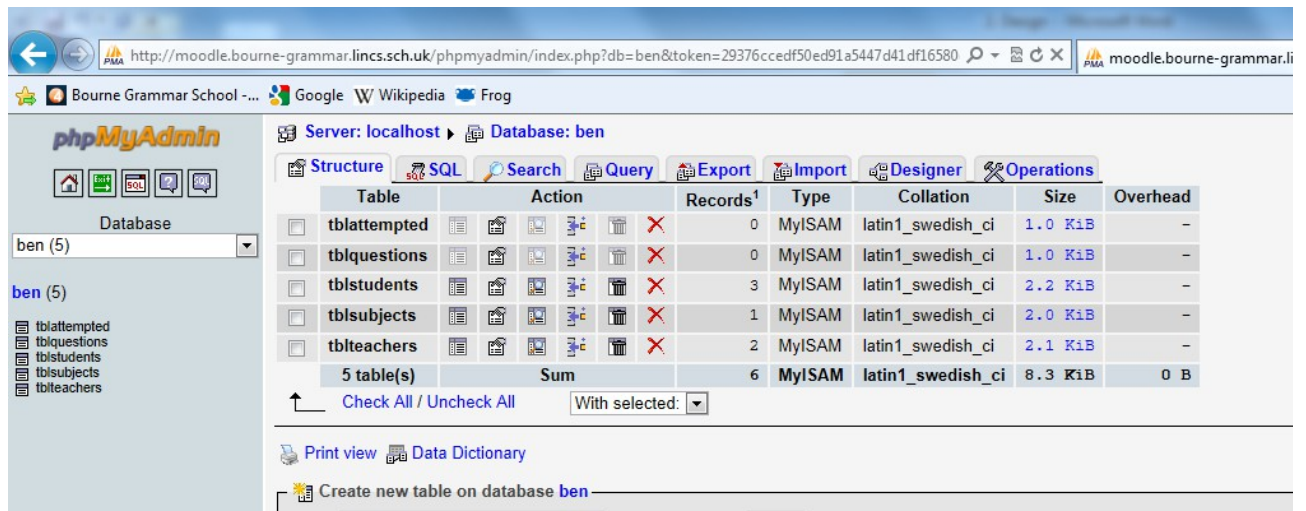 http://moodle.bourne-grammar.lincs.sch.uk/phpmyadmin/index.php?db=ben&token=29376ccedf50ed91a5447d41df16580
PMA moodle.bourne-grammar.li
Bourne Grammar School -... Google W Wikipedia Frog
phpMyAdmin
Database
ben (5)
ben (5)
tblattempted
tblquestions
tblstudents
tblsubjects
tblteachers
Server: localhost Database: ben
Structure SQL Search Query Export Import Designer Operations
Table Action Records1 Type Collation Size Overhead
tblattempted 0 MyISAM latin1_swedish_ci 1.0 KiB -
tblquestions 0 MyISAM latin1_swedish_ci 1.0 KiB -
tblstudents 3 MyISAM latin1_swedish_ci 2.2 KiB -
tblsubjects 1 MyISAM latin1_swedish_ci 2.0 KiB -
tblteachers 2 MyISAM latin1_swedish_ci 2.1 KiB -
5 table(s) Sum 6 MyISAM latin1_swedish_ci 8.3 KiB 0 B
Check All / Uncheck All With selected:
Print view Data Dictionary
Create new table on database ben